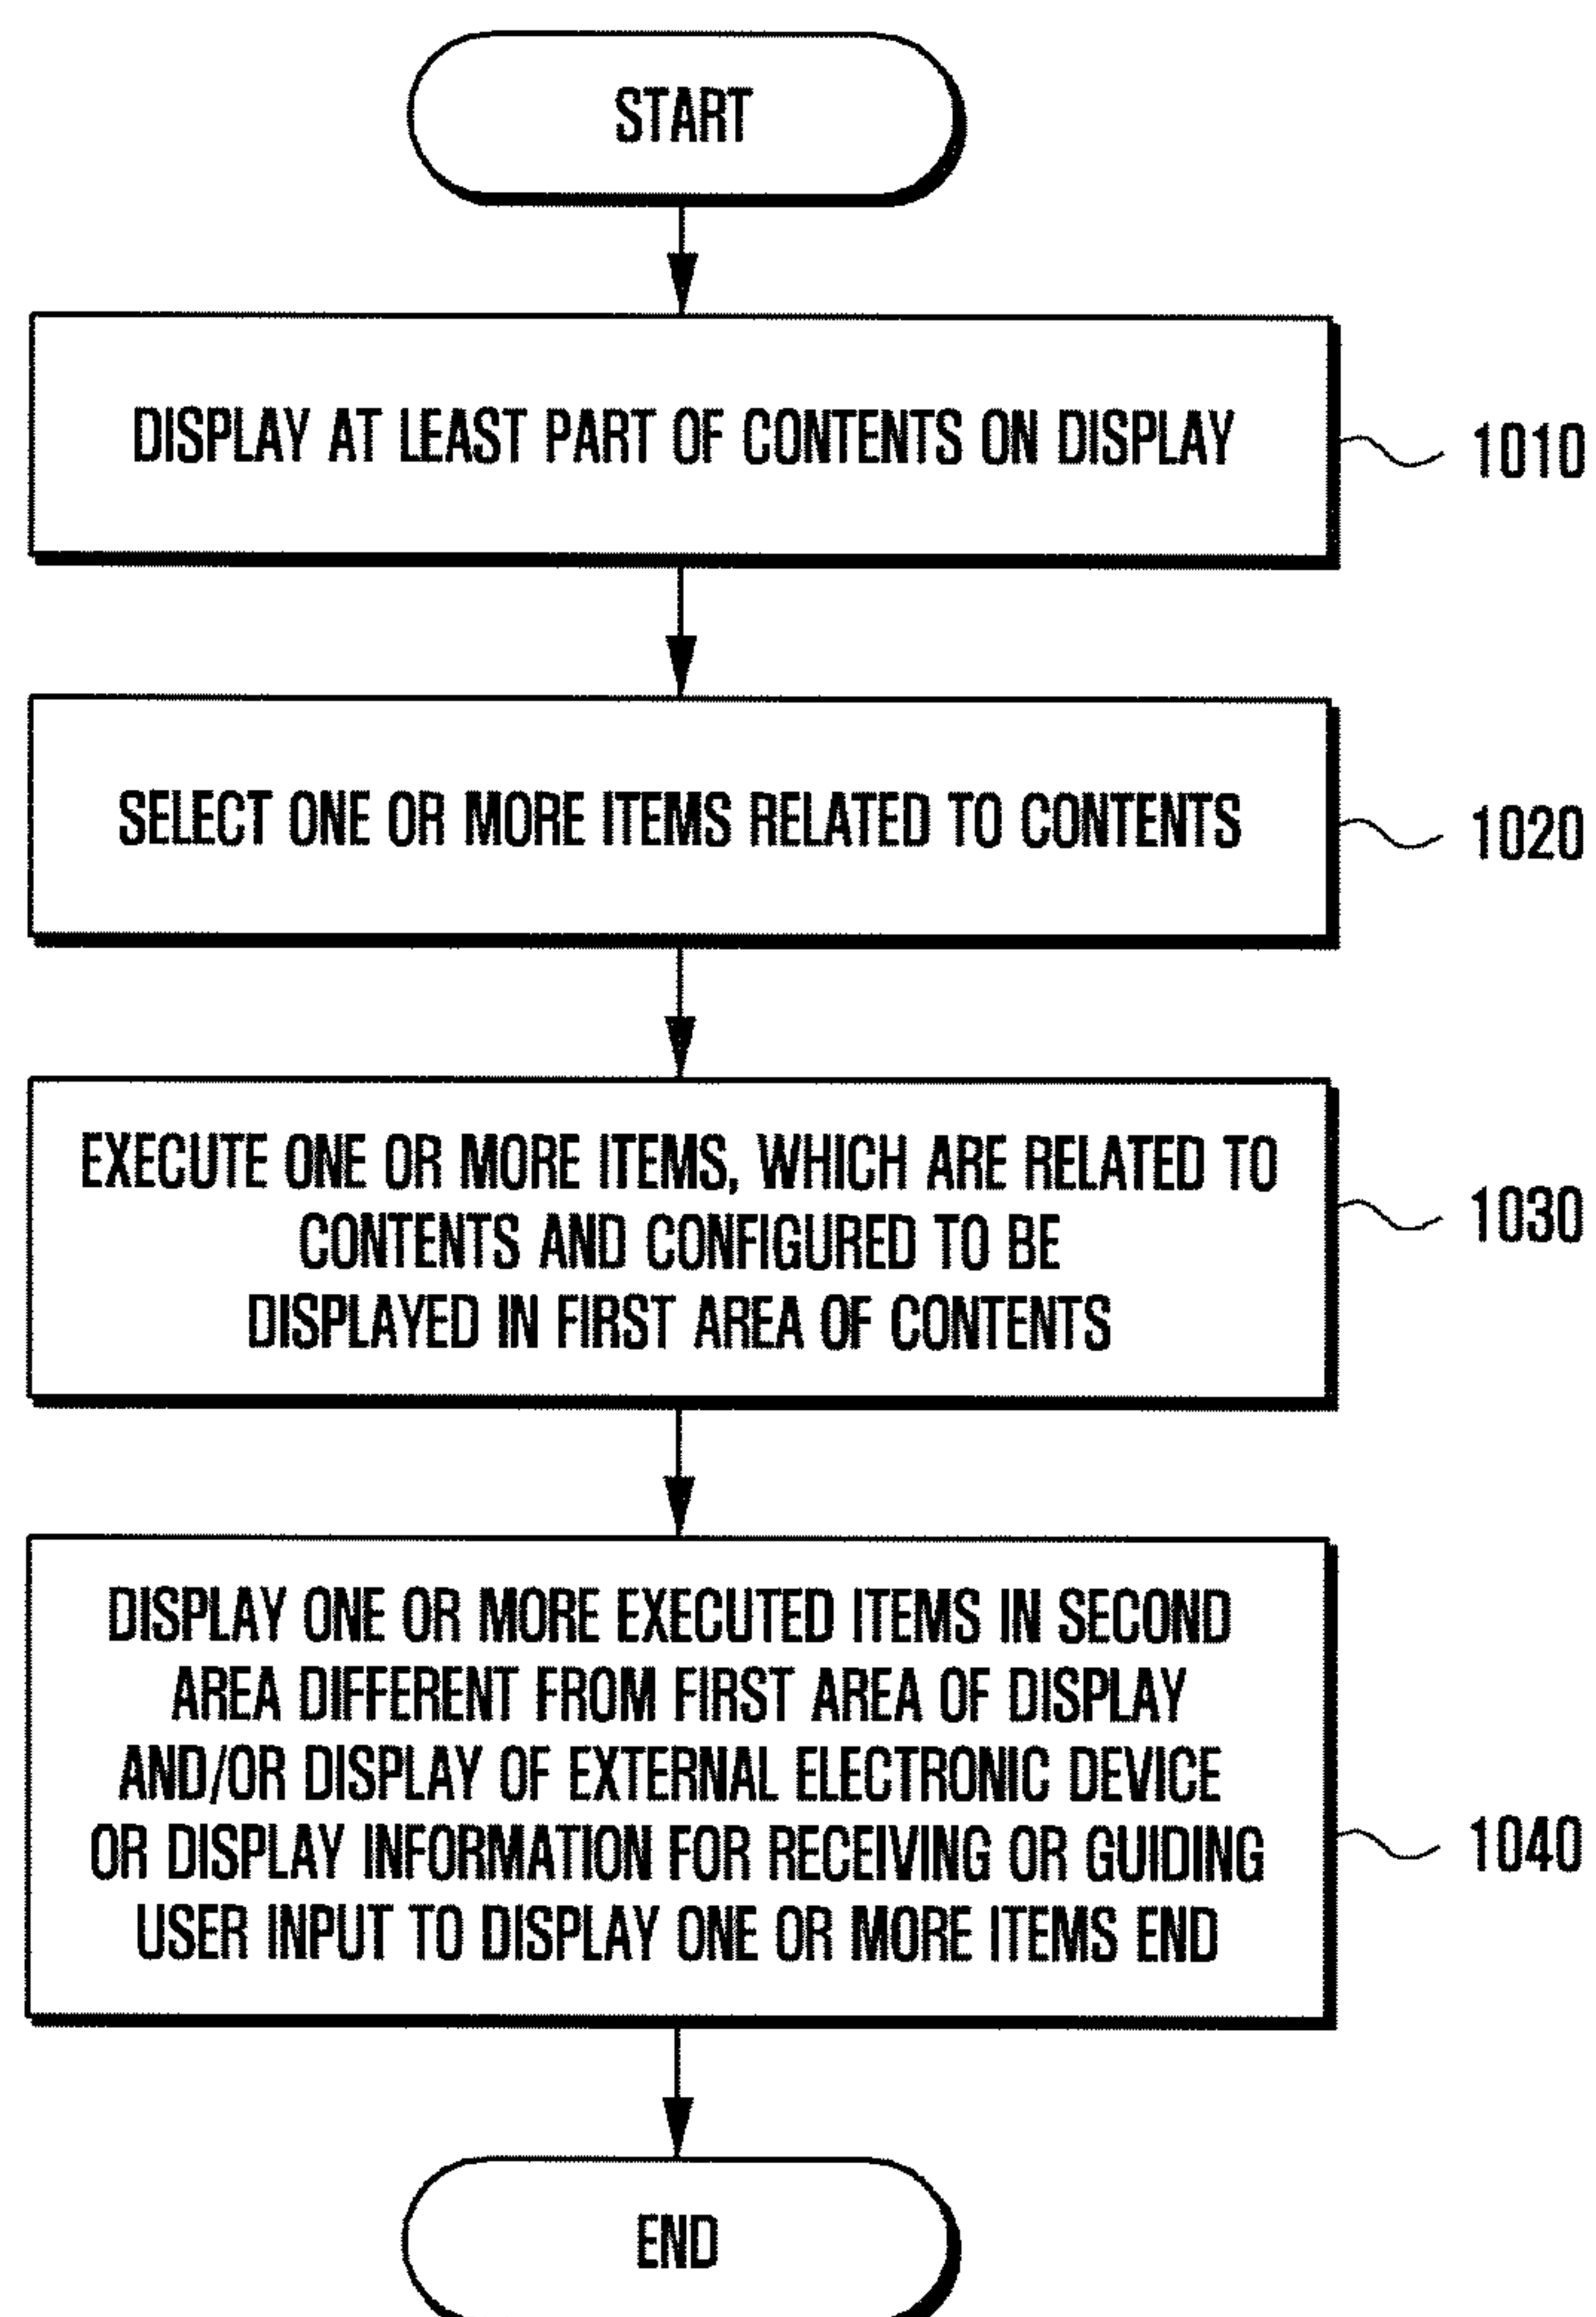 START
DISPLAY AT LEAST PART OF CONTENTS ON DISPLAY
1010
SELECT ONE OR MORE ITEMS RELATED TO CONTENTS
1020
EXECUTE ONE OR MORE ITEMS, WHICH ARE RELATED TO
CONTENTS AND CONFIGURED TO BE
DISPLAYED IN FIRST AREA OF CONTENTS
1030
DISPLAY ONE OR MORE EXECUTED ITEMS IN SECOND
AREA DIFFERENT FROM FIRST AREA OF DISPLAY
AND/OR DISPLAY OF EXTERNAL ELECTRONIC DEVICE
OR DISPLAY INFORMATION FOR RECEIVING OR GUIDING
USER INPUT TO DISPLAY ONE OR MORE ITEMS END
1040
END